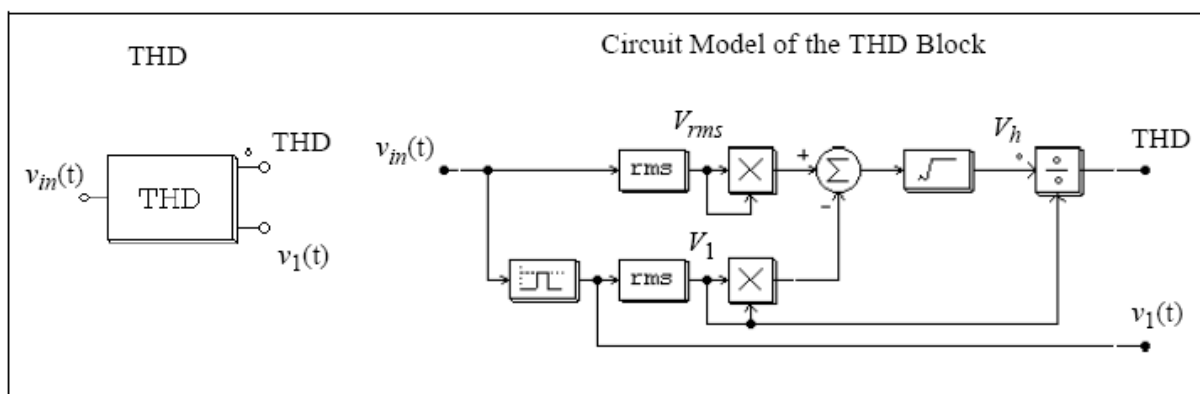 THD
Circuit Model of the THD Block
THD
v_in(t)
THD
v_1(t)
v_in(t)
V_rms
rms
×
+
Σ
-
√
V_h
÷
THD
V_1
rms
×
v_1(t)